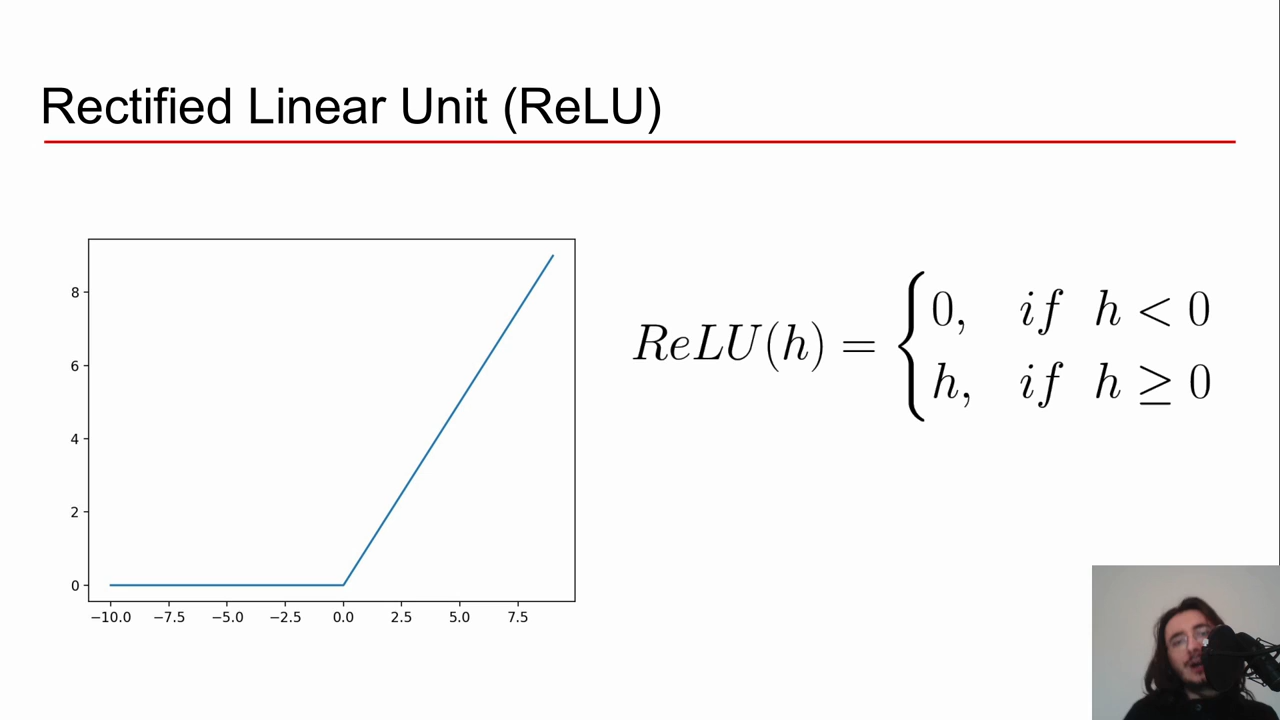 Rectified Linear Unit (ReLU)
8
6
4
2
0
−10.0 −7.5 −5.0 −2.5 0.0 2.5 5.0 7.5
ReLU(h) = { 0, if h < 0
h, if h ≥ 0